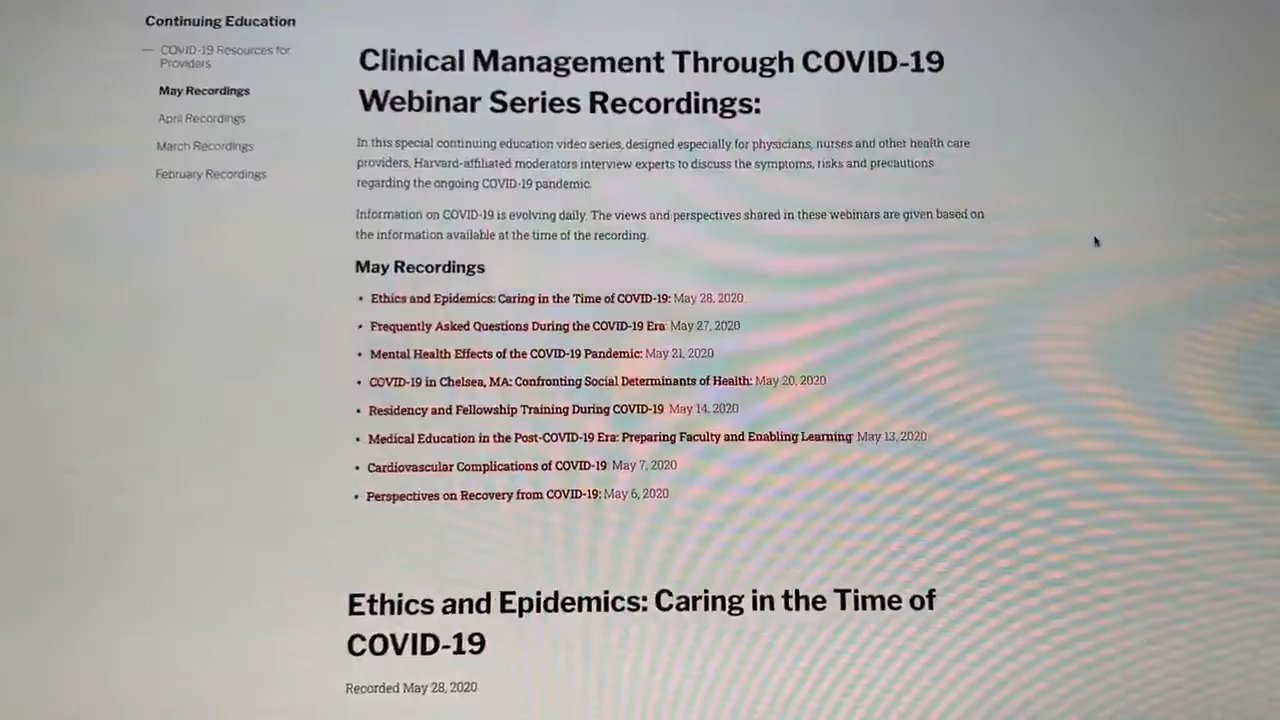 Continuing Education
— COVID-19 Resources for
Providers
May Recordings
April Recordings
March Recordings
February Recordings
Clinical Management Through COVID-19
Webinar Series Recordings:
In this special continuing education video series, designed especially for physicians, nurses and other health care
providers, Harvard-affiliated moderators interview experts to discuss the symptoms, risks and precautions
regarding the ongoing COVID-19 pandemic.
Information on COVID-19 is evolving daily. The views and perspectives shared in these webinars are given based on
the information available at the time of the recording.
May Recordings
• Ethics and Epidemics: Caring in the Time of COVID-19: May 28, 2020
• Frequently Asked Questions During the COVID-19 Era: May 27, 2020
• Mental Health Effects of the COVID-19 Pandemic: May 21, 2020
• COVID-19 in Chelsea, MA: Confronting Social Determinants of Health: May 20, 2020
• Residency and Fellowship Training During COVID-19: May 14, 2020
• Medical Education in the Post-COVID-19 Era: Preparing Faculty and Enabling Learning: May 13, 2020
• Cardiovascular Complications of COVID-19: May 7, 2020
• Perspectives on Recovery from COVID-19: May 6, 2020
Ethics and Epidemics: Caring in the Time of
COVID-19
Recorded May 28, 2020